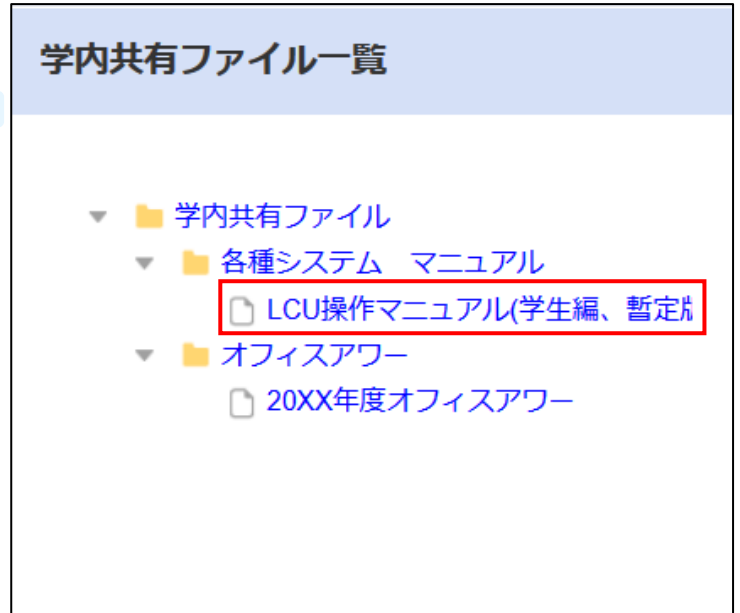 学内共有ファイル一覧
学内共有ファイル
各種システム　マニュアル
LCU操作マニュアル(学生編、暫定
オフィスアワー
20XX年度オフィスアワー